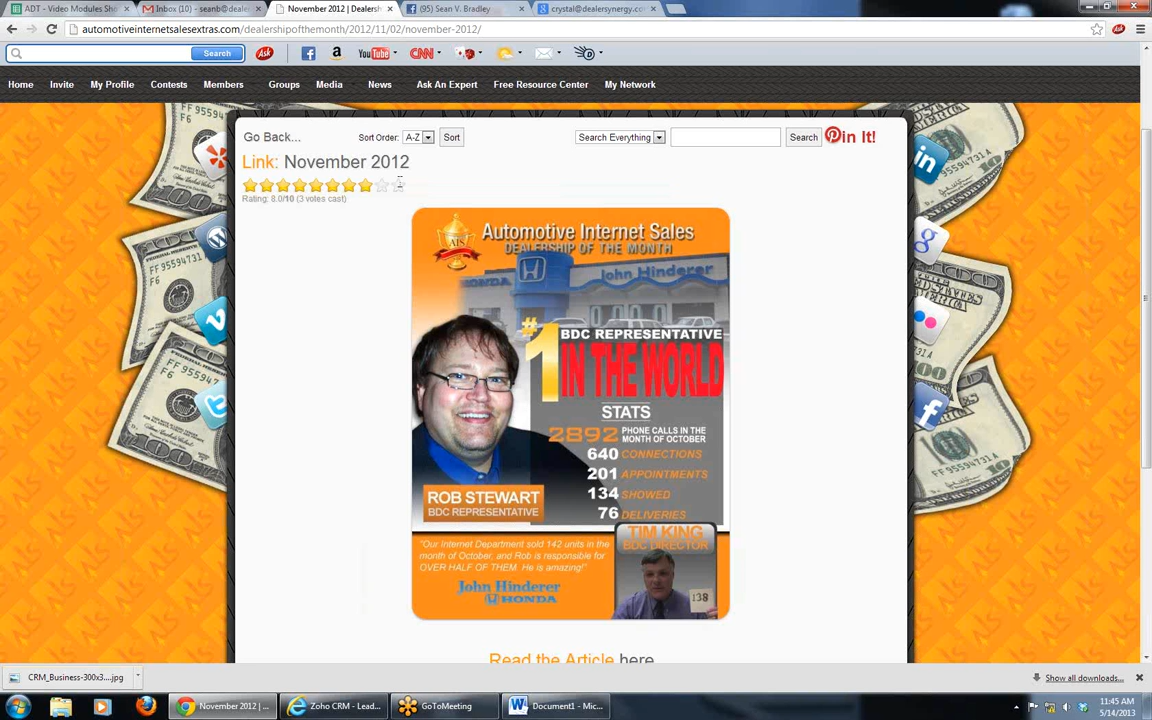 ADT - Video Modules Sh
Inbox (10) - seanb@deale
November 2012 | Dealersh
(95) Sean V. Bradley
crystal@dealersynergy.com
automotiveinternetsalesextras.com/dealershipofthemonth/2012/11/02/november-2012/
Search
Ask
YouTube
CNN
Home
Invite
My Profile
Contests
Members
Groups
Media
News
Ask An Expert
Free Resource Center
My Network
Go Back...
Sort Order:
A-Z
Sort
Search Everything
Search
Pin It!
Link: November 2012
Rating: 8.0/10 (3 votes cast)
AIS
Automotive Internet Sales
DEALERSHIP OF THE MONTH
HONDA
John Hinderer
#1
BDC REPRESENTATIVE
IN THE WORLD
STATS
2892 PHONE CALLS IN THE
MONTH OF OCTOBER
640 CONNECTIONS
201 APPOINTMENTS
134 SHOWED
76 DELIVERIES
ROB STEWART
BDC REPRESENTATIVE
TIM KING
BDC DIRECTOR
138
"Our Internet Department sold 142 units in the
month of October, and Rob is responsible for
OVER HALF OF THEM. He is amazing!"
John Hinderer
HONDA
Read the Article here
CRM_Business-300x3....jpg
Show all downloads...
November 2012 | ...
Zoho CRM - Lead...
GoToMeeting
Document1 - Mic...
11:45 AM
5/14/2013